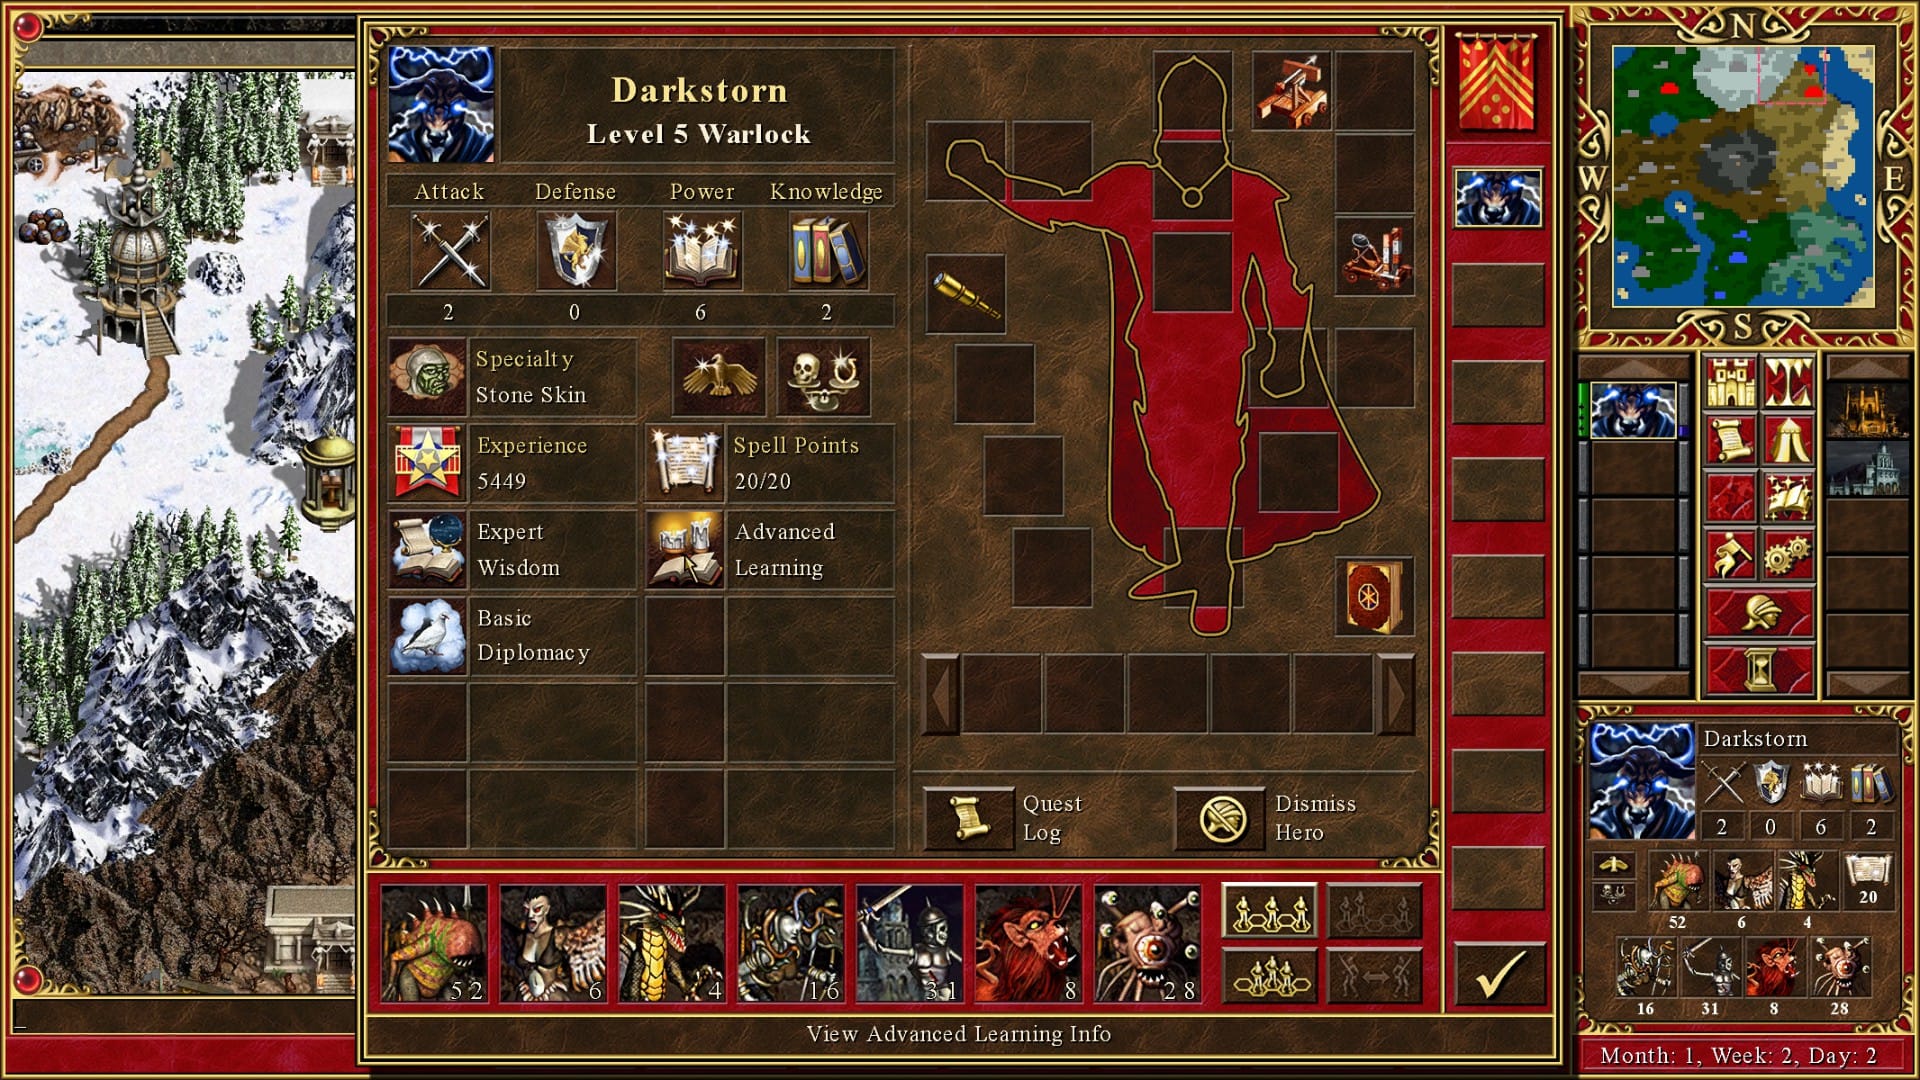 Darkstorn
Level 5 Warlock
Attack Defense Power Knowledge
2 0 6 2
Specialty
Stone Skin
Experience
5449
Spell Points
20/20
Expert
Wisdom
Advanced
Learning
Basic
Diplomacy
Quest
Log
Dismiss
Hero
52 6 4 16 31 8 28
View Advanced Learning Info
N
W
E
S
Darkstorn
2 0 6 2
20
52 6 4
16 31 8 28
Month: 1, Week: 2, Day: 2